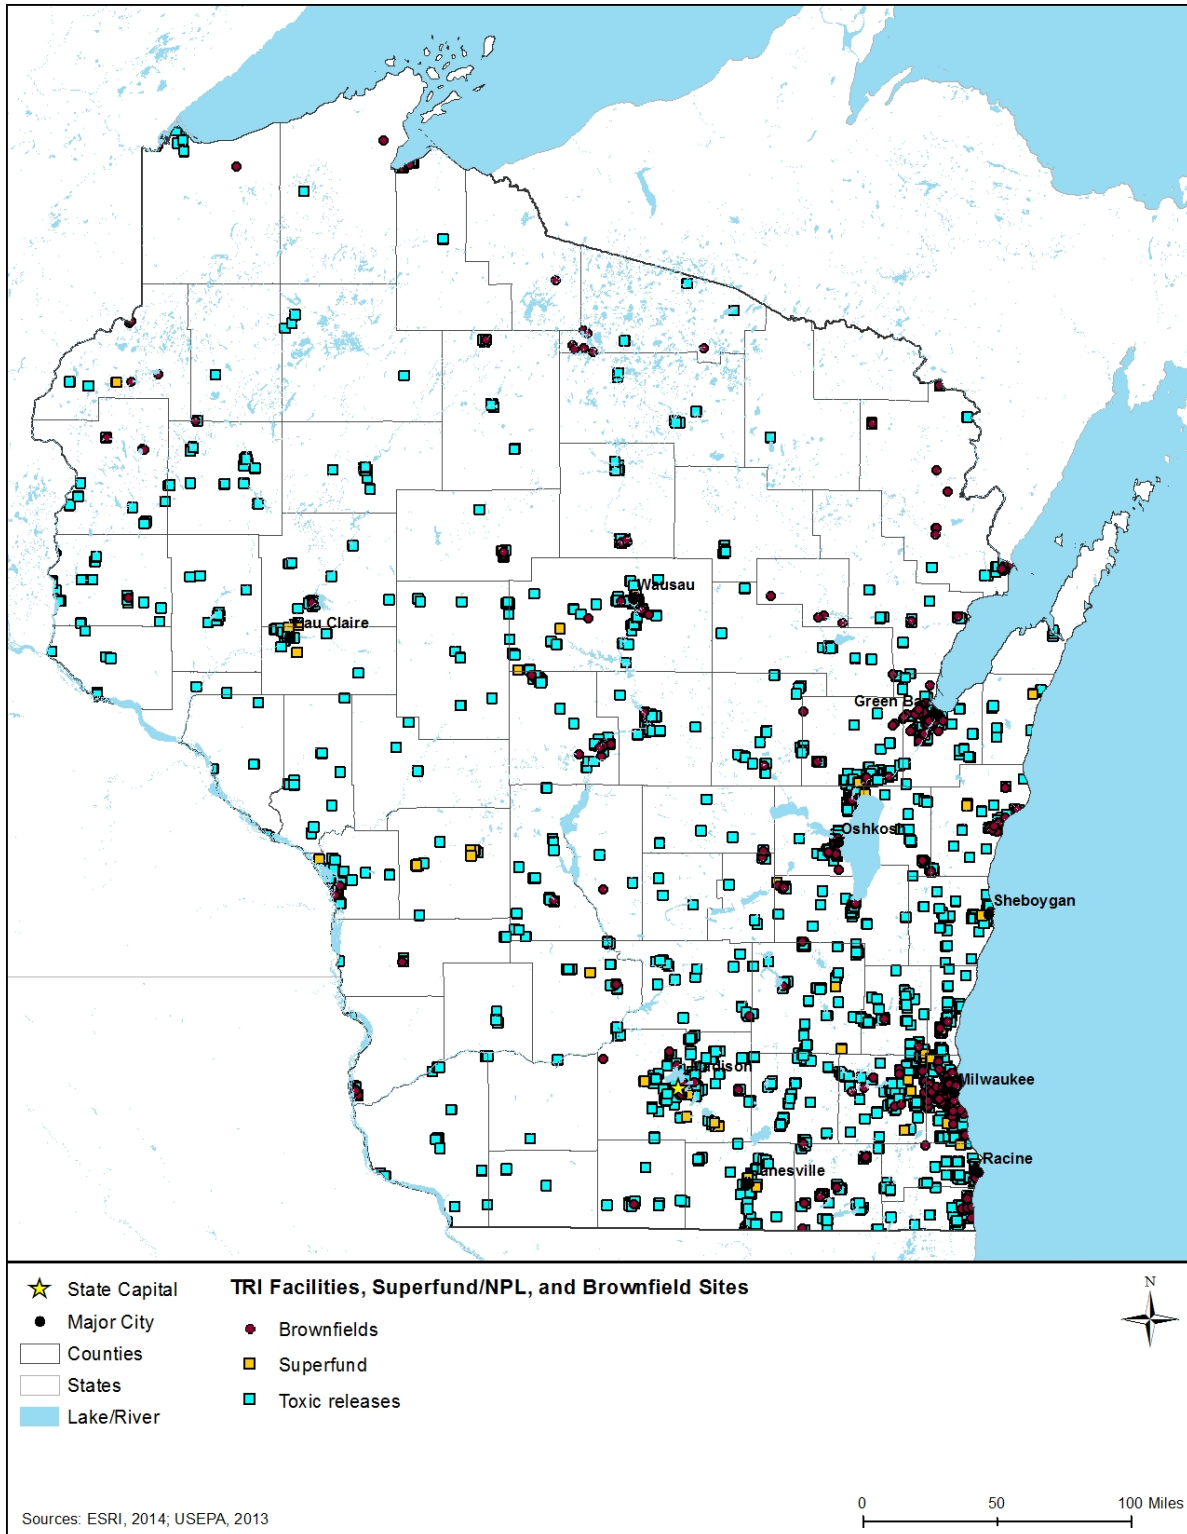 Wausau
Eau Claire
Green Bay
Oshkosh
Sheboygan
Madison
Milwaukee
Racine
Janesville
State Capital
Major City
Counties
States
Lake/River
TRI Facilities, Superfund/NPL, and Brownfield Sites
Brownfields
Superfund
Toxic releases
N
0 50 100 Miles
Sources: ESRI, 2014; USEPA, 2013